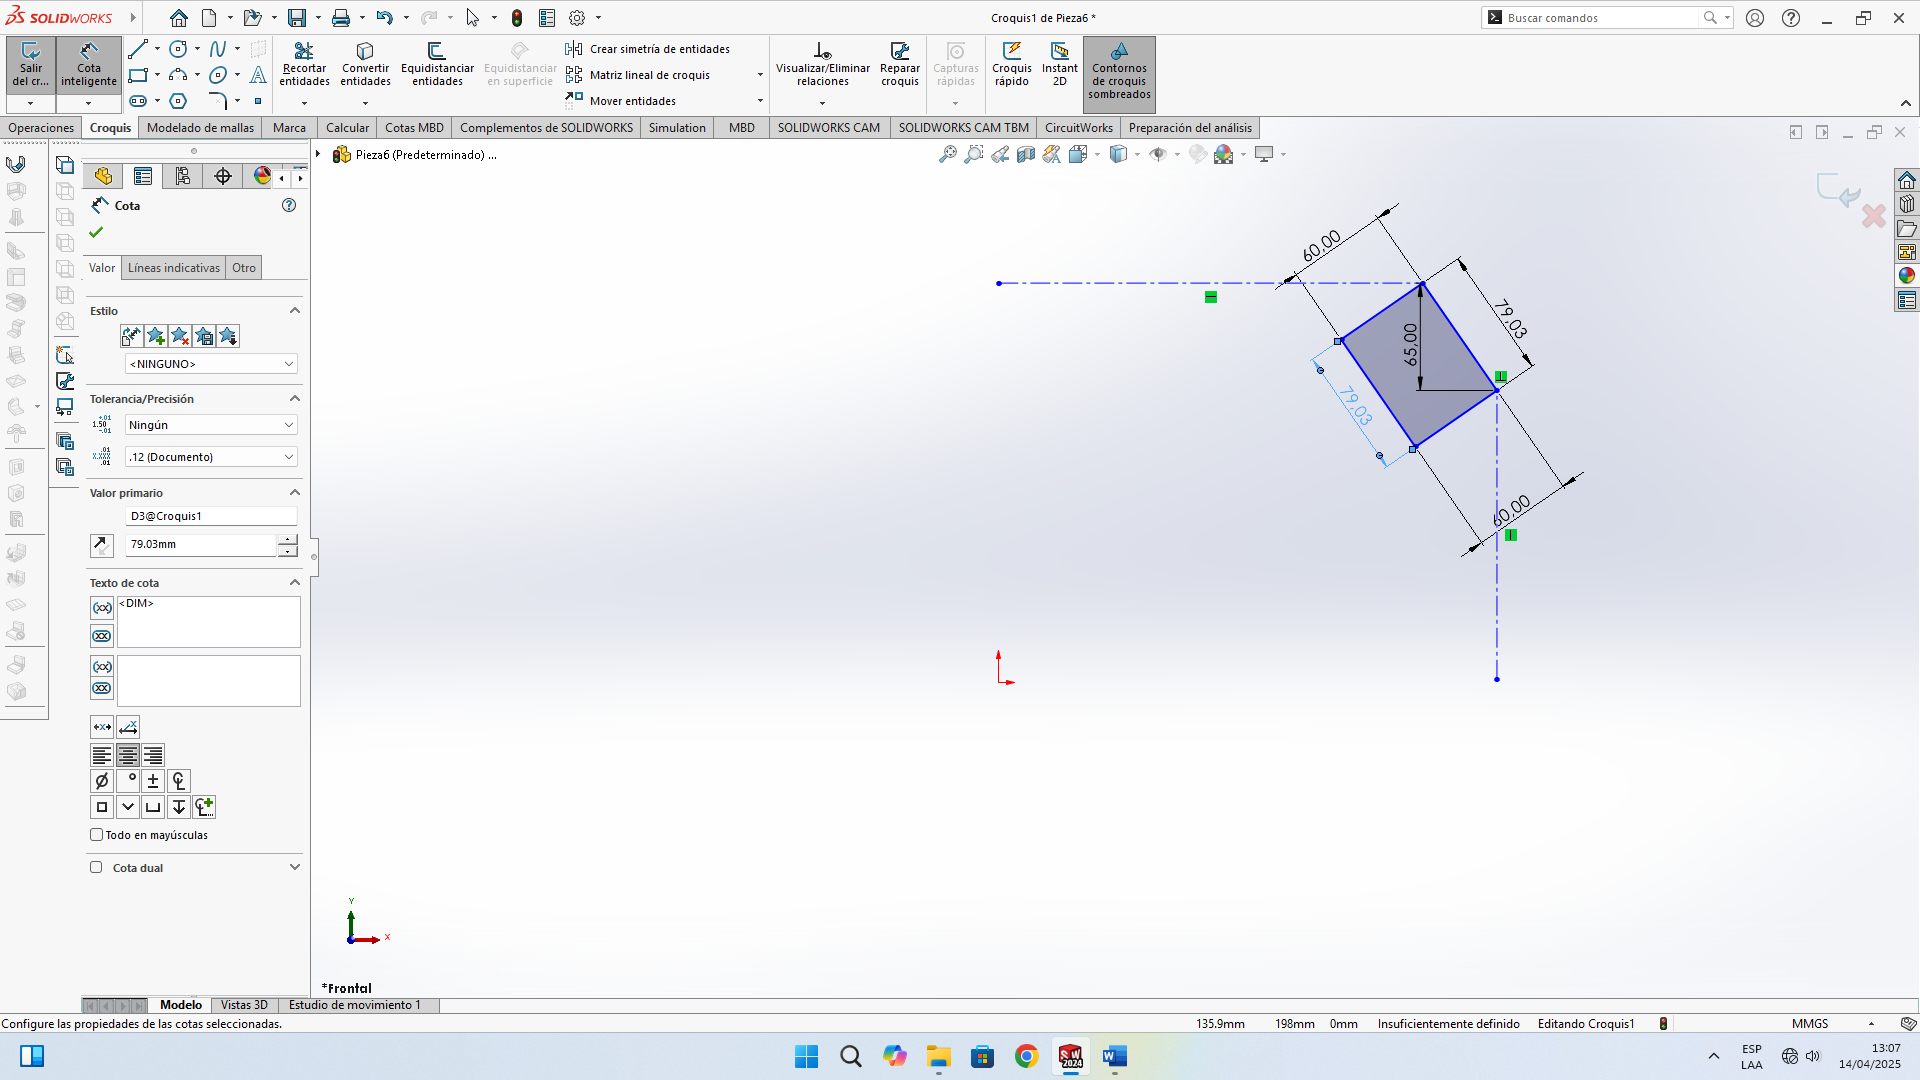 SOLIDWORKS
Croquis1 de Pieza6 *
Buscar comandos
Salir del cr...
Cota inteligente
Recortar entidades
Convertir entidades
Equidistanciar entidades
Equidistanciar en superficie
Crear simetría de entidades
Matriz lineal de croquis
Mover entidades
Visualizar/Eliminar relaciones
Reparar croquis
Capturas rápidas
Croquis rápido
Instant 2D
Contornos de croquis sombreados
Operaciones
Croquis
Modelado de mallas
Marca
Calcular
Cotas MBD
Complementos de SOLIDWORKS
Simulation
MBD
SOLIDWORKS CAM
SOLIDWORKS CAM TBM
CircuitWorks
Preparación del análisis
Pieza6 (Predeterminado) ...
Cota
Valor
Líneas indicativas
Otro
Estilo
<NINGUNO>
Tolerancia/Precisión
Ningún
.12 (Documento)
Valor primario
D3@Croquis1
79.03mm
Texto de cota
<DIM>
Todo en mayúsculas
Cota dual
60,00
79,03
65,00
79,03
60,00
Y
X
*Frontal
Modelo
Vistas 3D
Estudio de movimiento 1
Configure las propiedades de las cotas seleccionadas.
135.9mm
198mm
0mm
Insuficientemente definido
Editando Croquis1
MMGS
ESP
LAA
13:07
14/04/2025